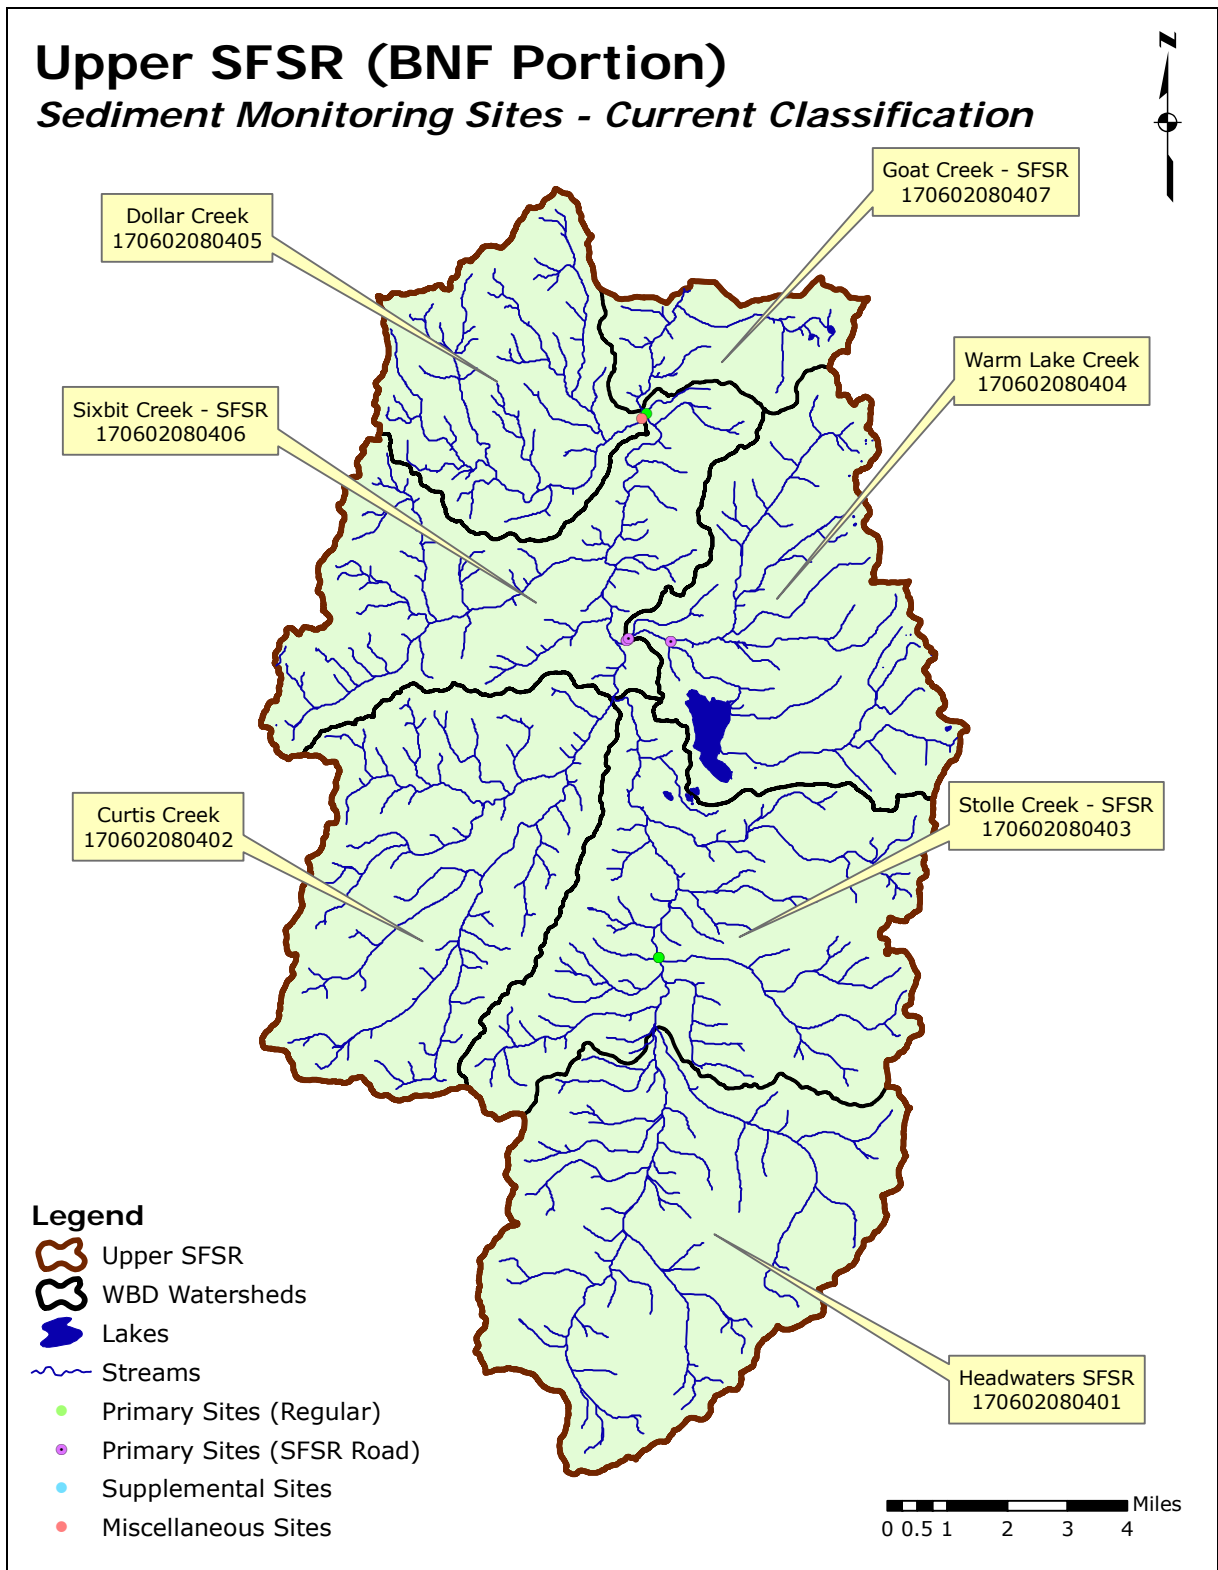 Upper SFSR (BNF Portion)
Sediment Monitoring Sites - Current Classification
N
Goat Creek - SFSR
170602080407
Dollar Creek
170602080405
Warm Lake Creek
170602080404
Sixbit Creek - SFSR
170602080406
Stolle Creek - SFSR
170602080403
Curtis Creek
170602080402
Headwaters SFSR
170602080401
Legend
Upper SFSR
WBD Watersheds
Lakes
Streams
Primary Sites (Regular)
Primary Sites (SFSR Road)
Supplemental Sites
Miscellaneous Sites
Miles
0 0.5 1 2 3 4